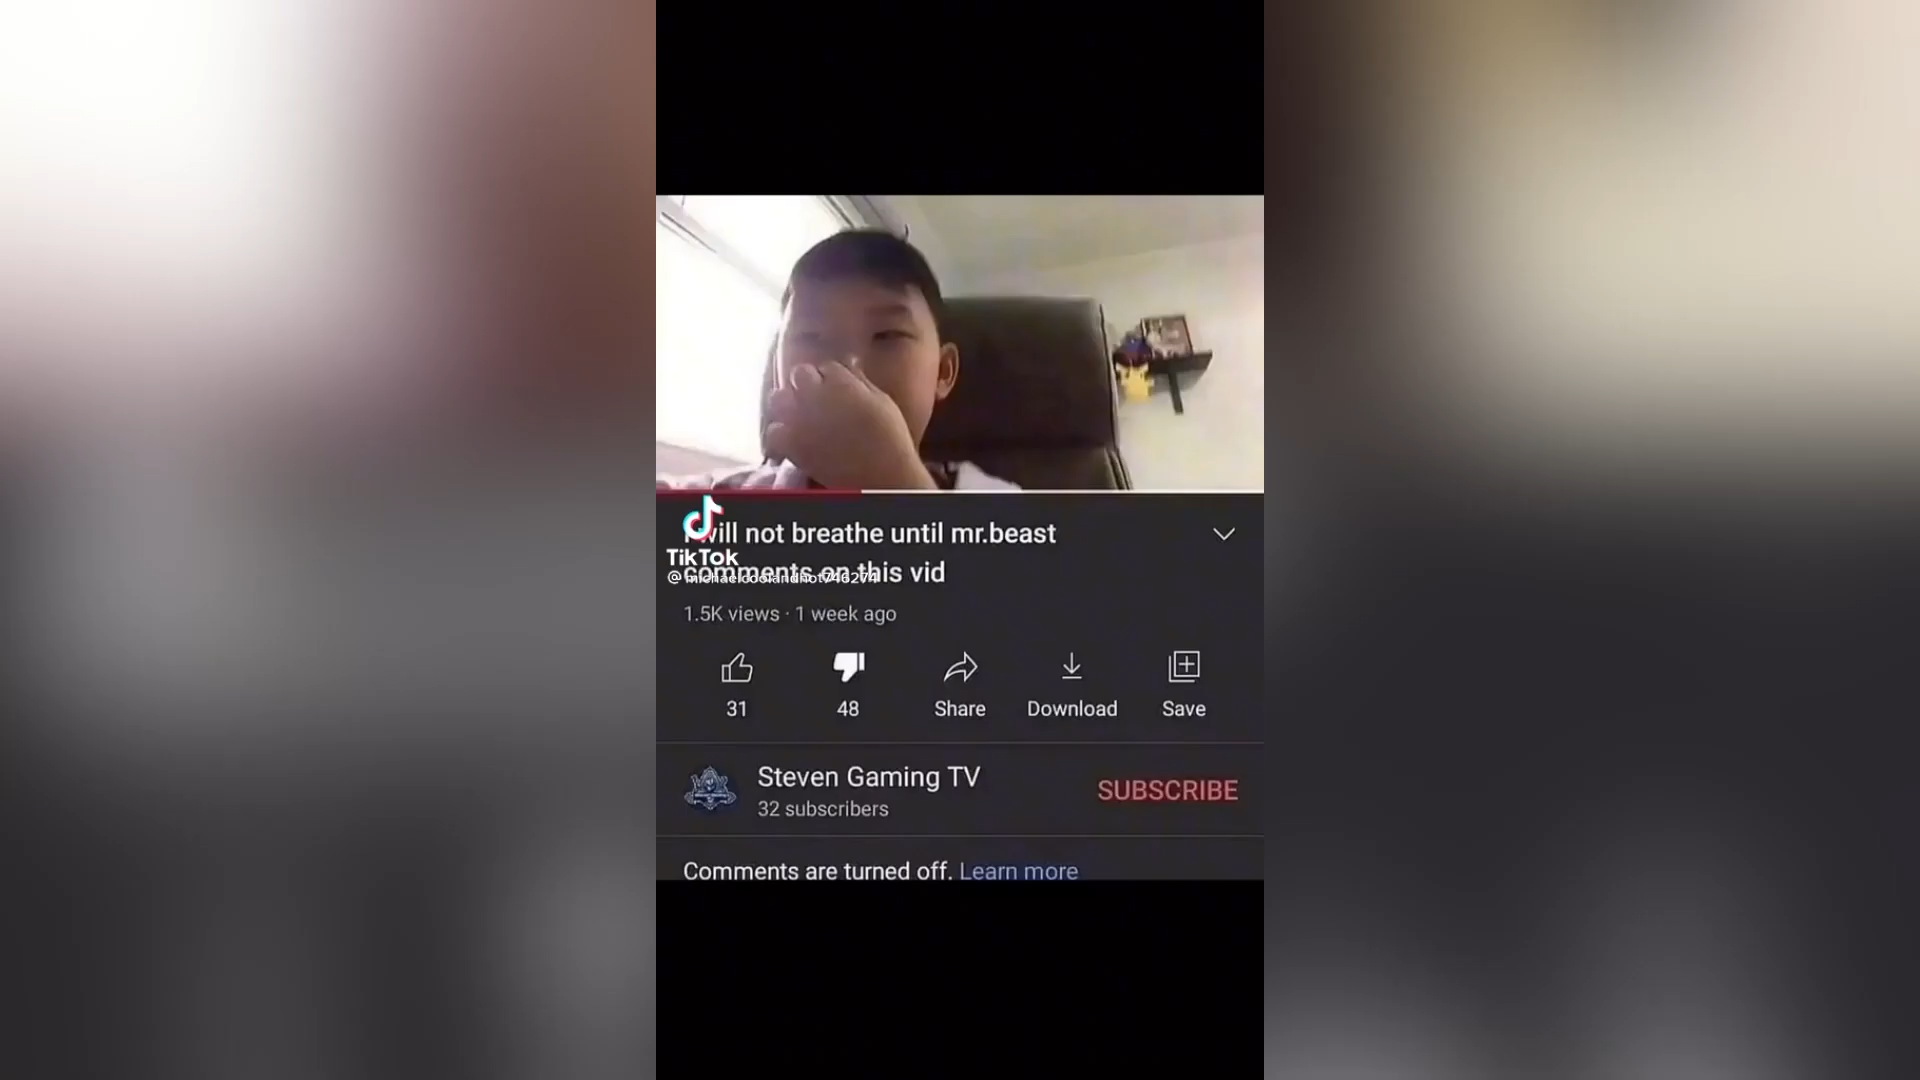 I will not breathe until mr.beast
TikTok
comments on this vid
@michaelcoolandhot746274
1.5K views · 1 week ago
31
48
Share
Download
Save
Steven Gaming TV
32 subscribers
SUBSCRIBE
Comments are turned off. Learn more